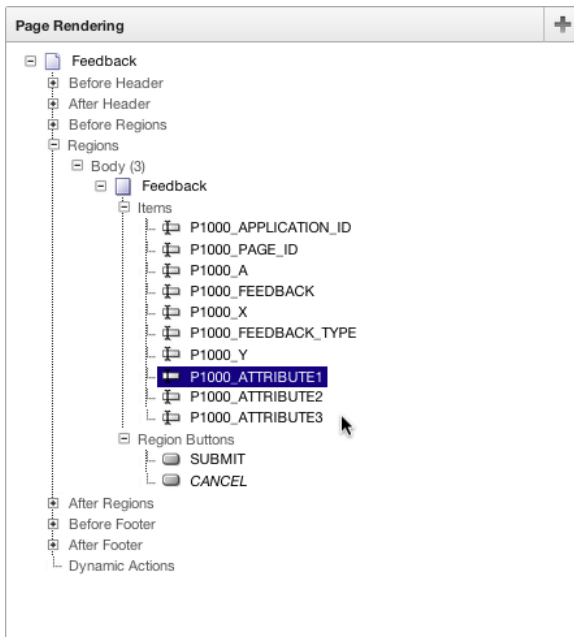 Page Rendering
Feedback
Before Header
After Header
Before Regions
Regions
Body (3)
Feedback
Items
P1000_APPLICATION_ID
P1000_PAGE_ID
P1000_A
P1000_FEEDBACK
P1000_X
P1000_FEEDBACK_TYPE
P1000_Y
P1000_ATTRIBUTE1
P1000_ATTRIBUTE2
P1000_ATTRIBUTE3
Region Buttons
SUBMIT
CANCEL
After Regions
Before Footer
After Footer
Dynamic Actions